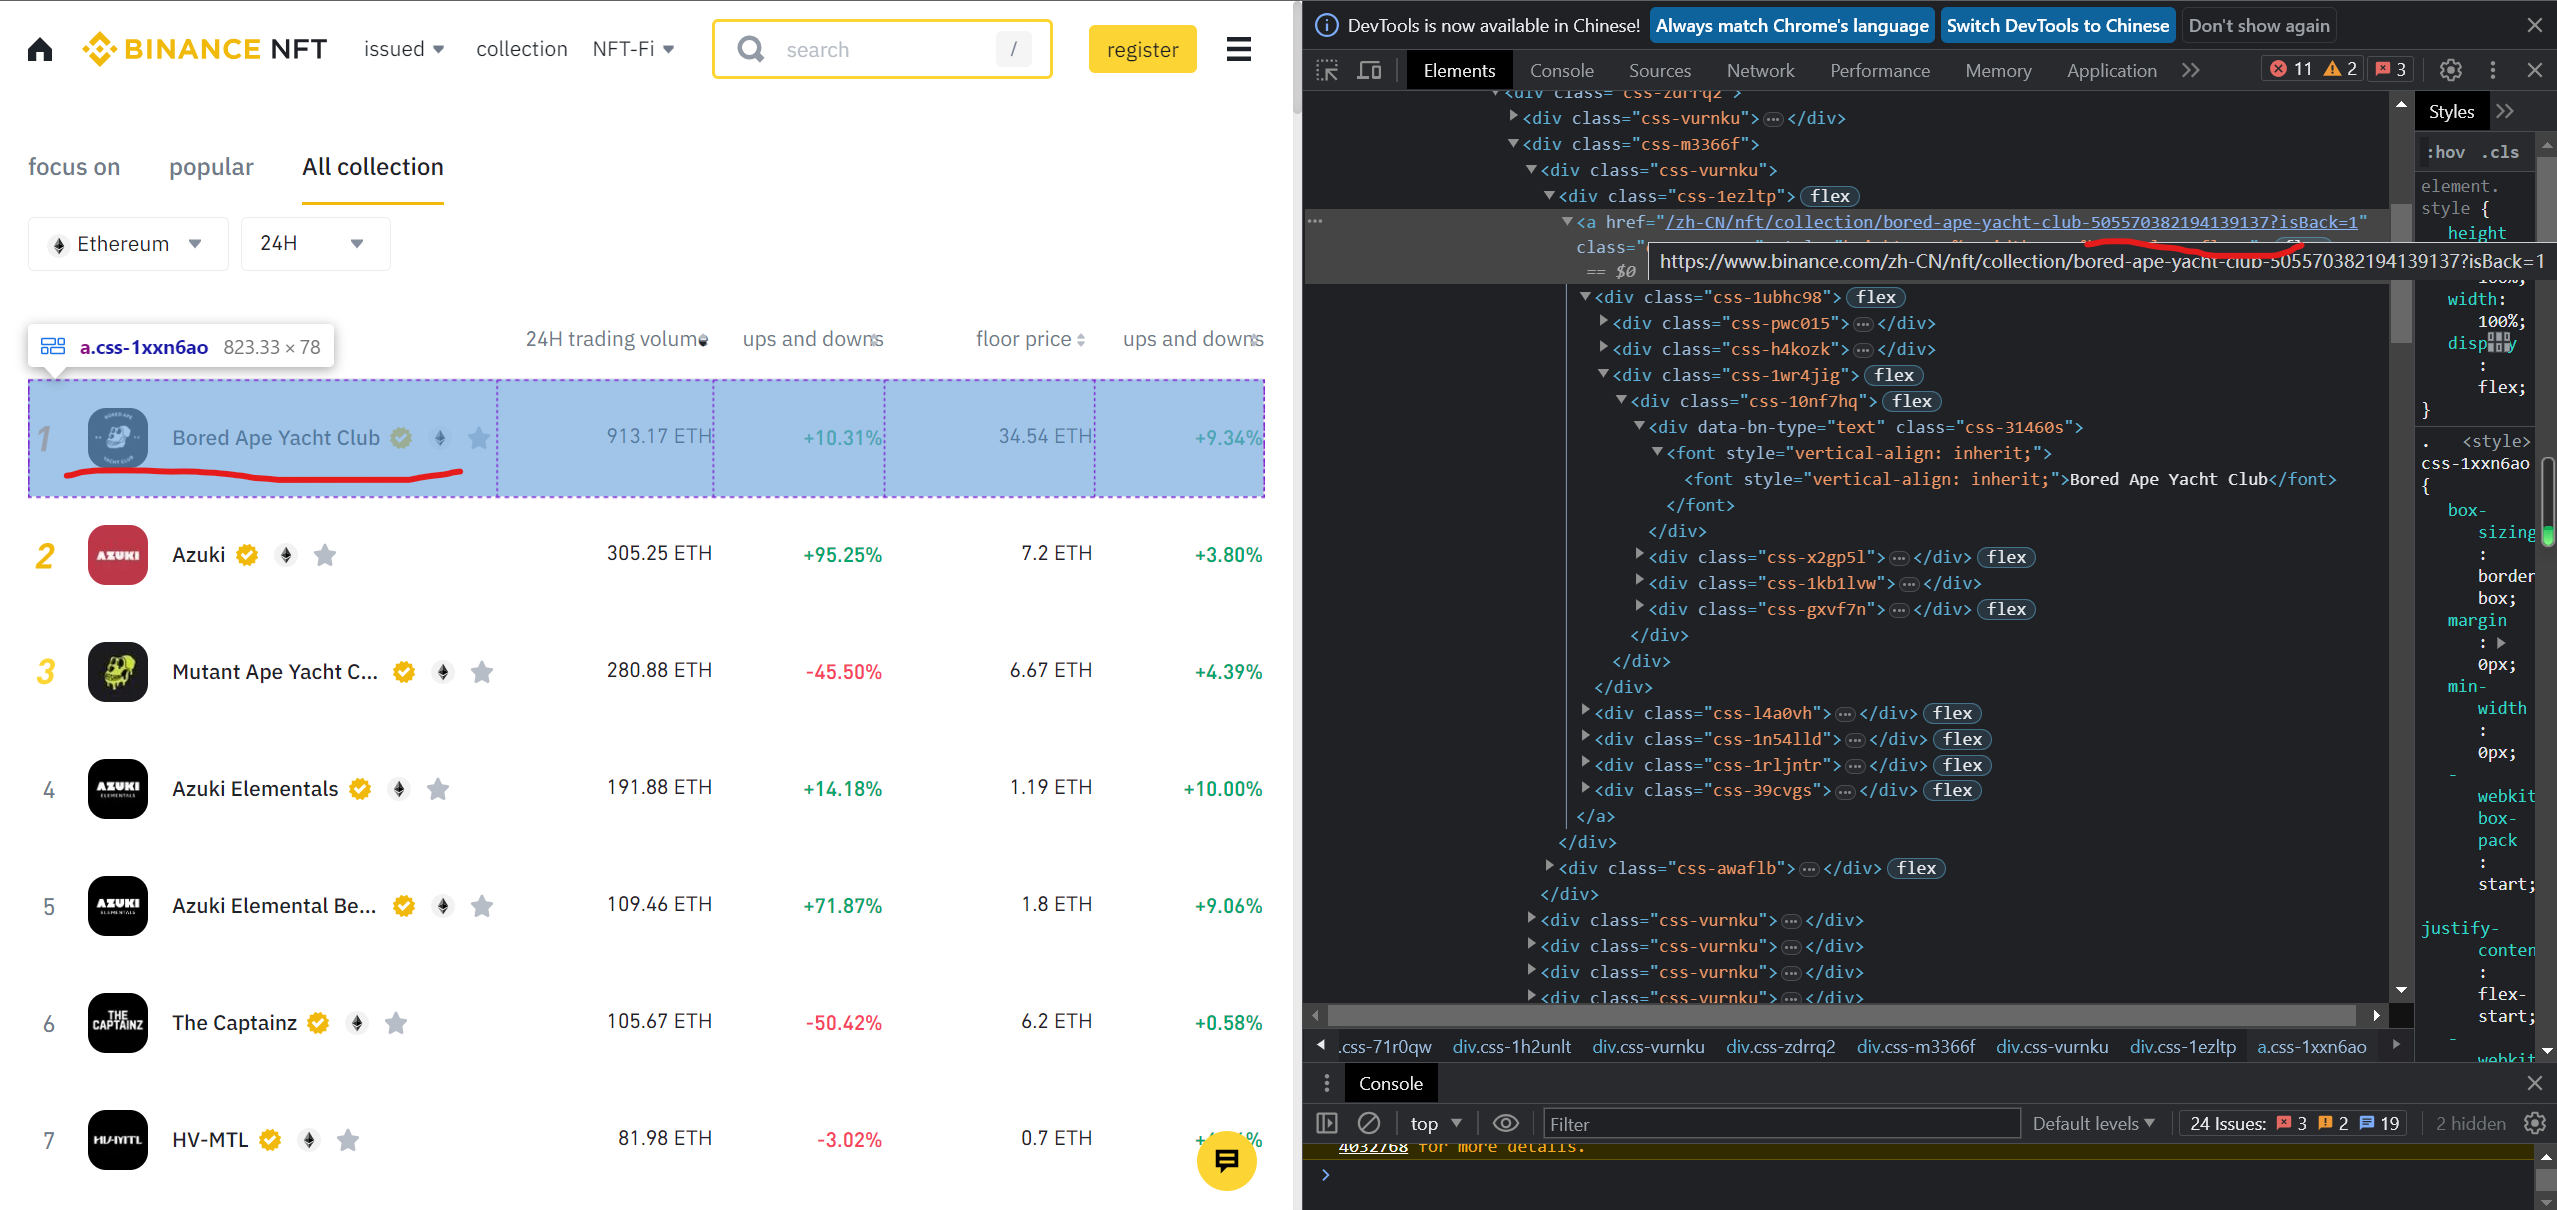 BINANCE NFT
issued
collection
NFT-Fi
search
/
register
focus on
popular
All collection
Ethereum
24H
a.css-1xxn6ao 823.33 × 78
24H trading volume
ups and downs
floor price
ups and downs
1 Bored Ape Yacht Club 913.17 ETH +10.31% 34.54 ETH +9.34%
2 AZUKI Azuki 305.25 ETH +95.25% 7.2 ETH +3.80%
3 Mutant Ape Yacht C... 280.88 ETH -45.50% 6.67 ETH +4.39%
4 AZUKI ELEMENTALS Azuki Elementals 191.88 ETH +14.18% 1.19 ETH +10.00%
5 AZUKI ELEMENTALS Azuki Elemental Be... 109.46 ETH +71.87% 1.8 ETH +9.06%
6 THE CAPTAINZ The Captainz 105.67 ETH -50.42% 6.2 ETH +0.58%
7 HV-MTL HV-MTL 81.98 ETH -3.02% 0.7 ETH
DevTools is now available in Chinese! Always match Chrome's language Switch DevTools to Chinese Don't show again
Elements Console Sources Network Performance Memory Application 11 2 3
<div class="css-zdrrq2">
<div class="css-vurnku"> … </div>
<div class="css-m3366f">
<div class="css-vurnku">
<div class="css-1ezltp"> flex
<a href="/zh-CN/nft/collection/bored-ape-yacht-club-505570382194139137?isBack=1"
class=
== $0
https://www.binance.com/zh-CN/nft/collection/bored-ape-yacht-club-505570382194139137?isBack=1
<div class="css-1ubhc98"> flex
<div class="css-pwc015"> … </div>
<div class="css-h4kozk"> … </div>
<div class="css-1wr4jig"> flex
<div class="css-10nf7hq"> flex
<div data-bn-type="text" class="css-31460s">
<font style="vertical-align: inherit;">
<font style="vertical-align: inherit;">Bored Ape Yacht Club</font>
</font>
</div>
<div class="css-x2gp5l"> … </div> flex
<div class="css-1kb1lvw"> … </div>
<div class="css-gxvf7n"> … </div> flex
</div>
</div>
</div>
<div class="css-l4a0vh"> … </div> flex
<div class="css-1n54lld"> … </div> flex
<div class="css-1rljntr"> … </div> flex
<div class="css-39cvgs"> … </div> flex
</a>
</div>
<div class="css-awaflb"> … </div> flex
</div>
<div class="css-vurnku"> … </div>
<div class="css-vurnku"> … </div>
<div class="css-vurnku"> … </div>
<div class="css-vurnku"> … </div>
.css-71r0qw div.css-1h2unlt div.css-vurnku div.css-zdrrq2 div.css-m3366f div.css-vurnku div.css-1ezltp a.css-1xxn6ao
Styles
:hov .cls
element.
style {
height
100%;
width:
100%;
display
:
flex;
}
. <style>
css-1xxn6ao
{
box-
sizing
:
border
box;
margin
:
0px;
min-
width
:
0px;
-
webkit
box-
pack
:
start;
justify-
conten
:
flex-
start;
-
webkit
Console
top
Filter
Default levels
24 Issues: 3 2 19
2 hidden
4032768 for more details.